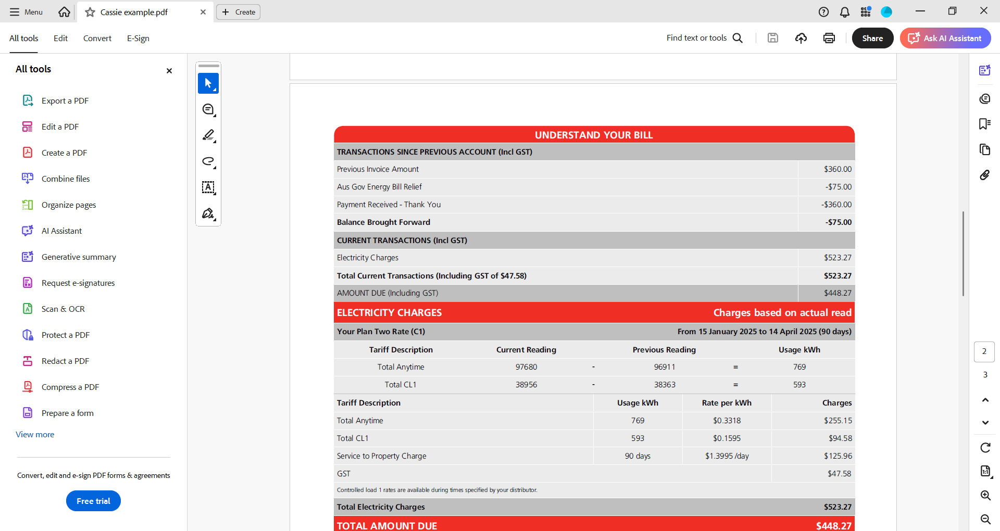 Menu
Cassie example.pdf
Create
All tools
Edit
Convert
E-Sign
Find text or tools
Share
Ask AI Assistant
All tools
Export a PDF
Edit a PDF
Create a PDF
Combine files
Organize pages
AI Assistant
Generative summary
Request e-signatures
Scan & OCR
Protect a PDF
Redact a PDF
Compress a PDF
Prepare a form
View more
Convert, edit and e-sign PDF forms & agreements
Free trial
UNDERSTAND YOUR BILL
TRANSACTIONS SINCE PREVIOUS ACCOUNT (Incl GST)
Previous Invoice Amount $360.00
Aus Gov Energy Bill Relief -$75.00
Payment Received - Thank You -$360.00
Balance Brought Forward -$75.00
CURRENT TRANSACTIONS (Incl GST)
Electricity Charges $523.27
Total Current Transactions (Including GST of $47.58) $523.27
AMOUNT DUE (Including GST) $448.27
ELECTRICITY CHARGES Charges based on actual read
Your Plan Two Rate (C1) From 15 January 2025 to 14 April 2025 (90 days)
Tariff Description Current Reading Previous Reading Usage kWh
Total Anytime 97680 - 96911 = 769
Total CL1 38956 - 38363 = 593
Tariff Description Usage kWh Rate per kWh Charges
Total Anytime 769 $0.3318 $255.15
Total CL1 593 $0.1595 $94.58
Service to Property Charge 90 days $1.3995 /day $125.96
GST $47.58
Controlled load 1 rates are available during times specified by your distributor.
Total Electricity Charges $523.27
TOTAL AMOUNT DUE $448.27
2
3
1:1